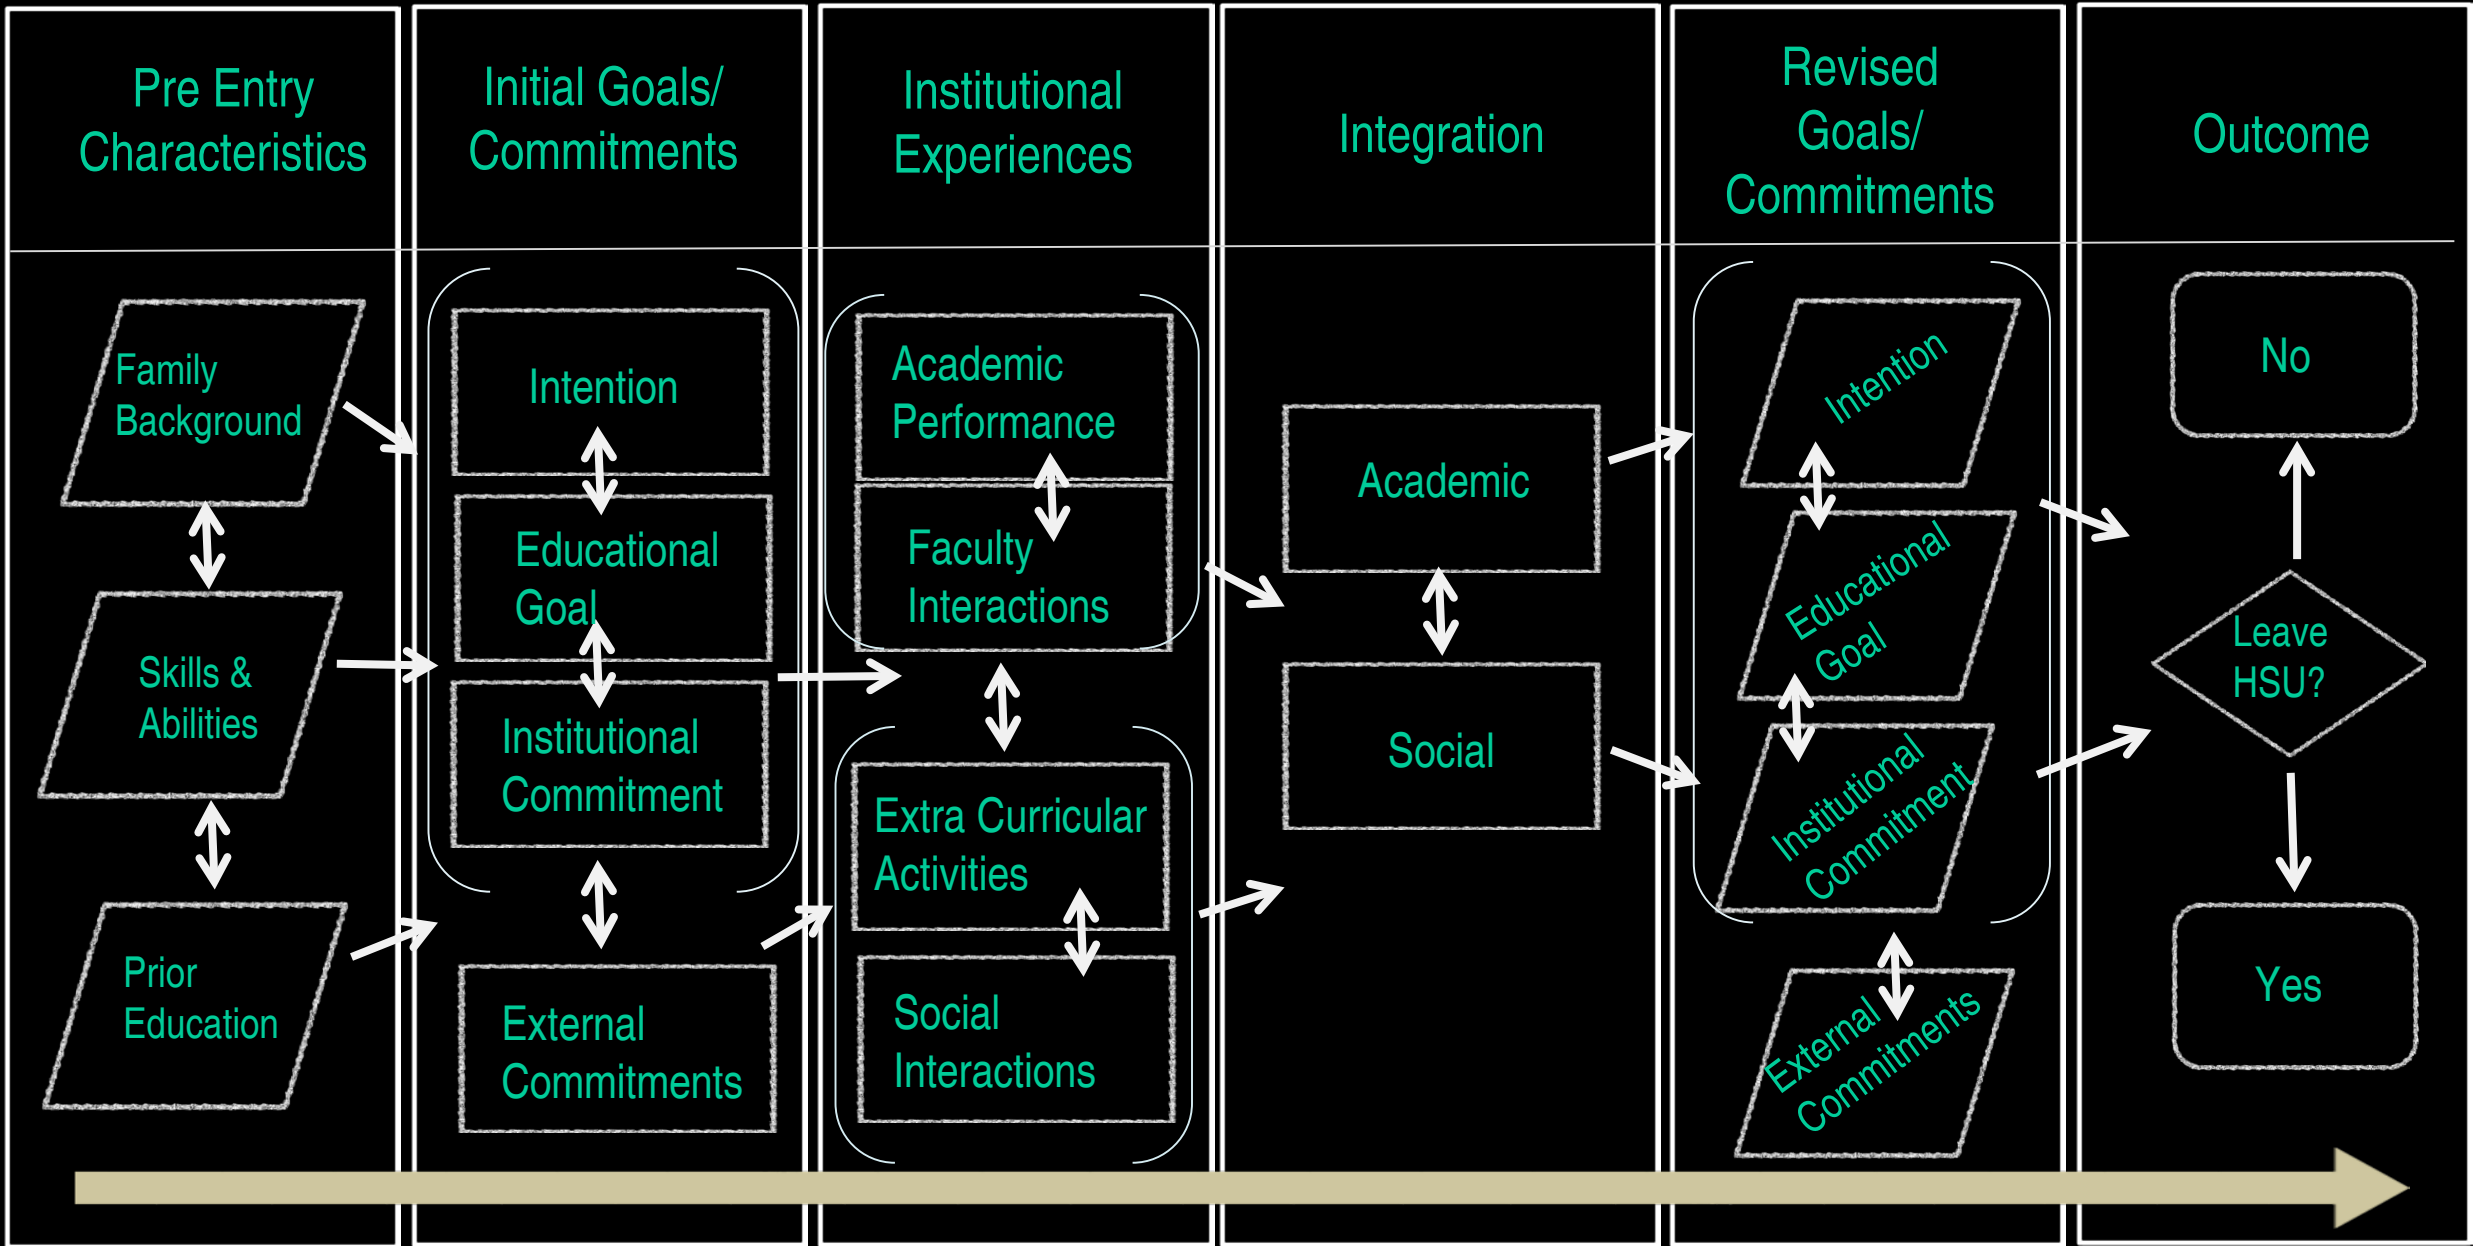 Pre Entry
Characteristics
Initial Goals/
Commitments
Institutional
Experiences
Integration
Revised
Goals/
Commitments
Outcome
Family
Background
Skills &
Abilities
Prior
Education
Intention
Educational
Goal
Institutional
Commitment
External
Commitments
Academic
Performance
Faculty
Interactions
Extra Curricular
Activities
Social
Interactions
Academic
Social
Intention
Educational
Goal
Institutional
Commitment
External
Commitments
No
Leave
HSU?
Yes